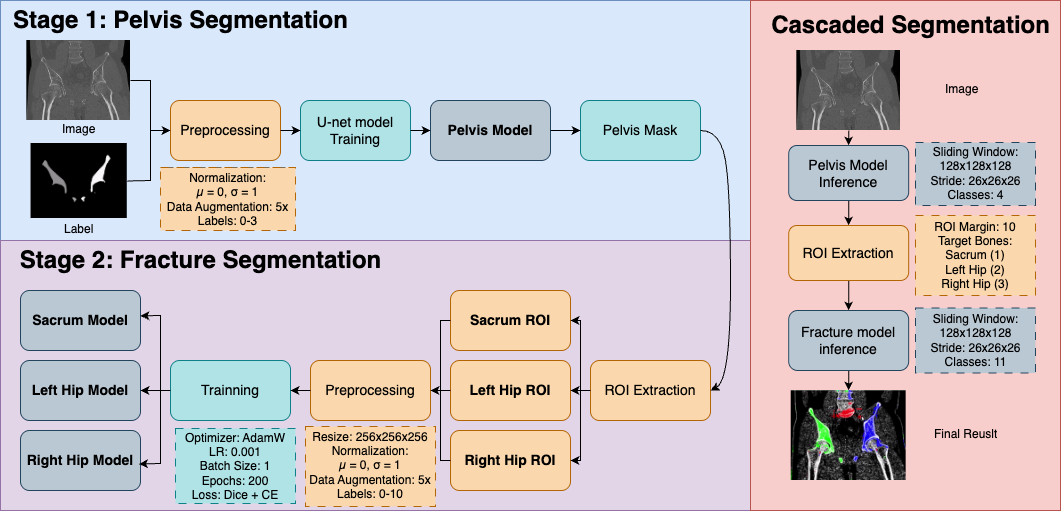 Stage 1: Pelvis Segmentation
Image
Label
Preprocessing
Normalization:
μ = 0, σ = 1
Data Augmentation: 5x
Labels: 0-3
U-net model
Training
Pelvis Model
Pelvis Mask
Stage 2: Fracture Segmentation
Sacrum Model
Left Hip Model
Right Hip Model
Trainning
Optimizer: AdamW
LR: 0.001
Batch Size: 1
Epochs: 200
Loss: Dice + CE
Preprocessing
Resize: 256x256x256
Normalization:
μ = 0, σ = 1
Data Augmentation: 5x
Labels: 0-10
Sacrum ROI
Left Hip ROI
Right Hip ROI
ROI Extraction
Cascaded Segmentation
Image
Pelvis Model
Inference
Sliding Window:
128x128x128
Stride: 26x26x26
Classes: 4
ROI Extraction
ROI Margin: 10
Target Bones:
Sacrum (1)
Left Hip (2)
Right Hip (3)
Fracture model
inference
Sliding Window:
128x128x128
Stride: 26x26x26
Classes: 11
Final Reuslt